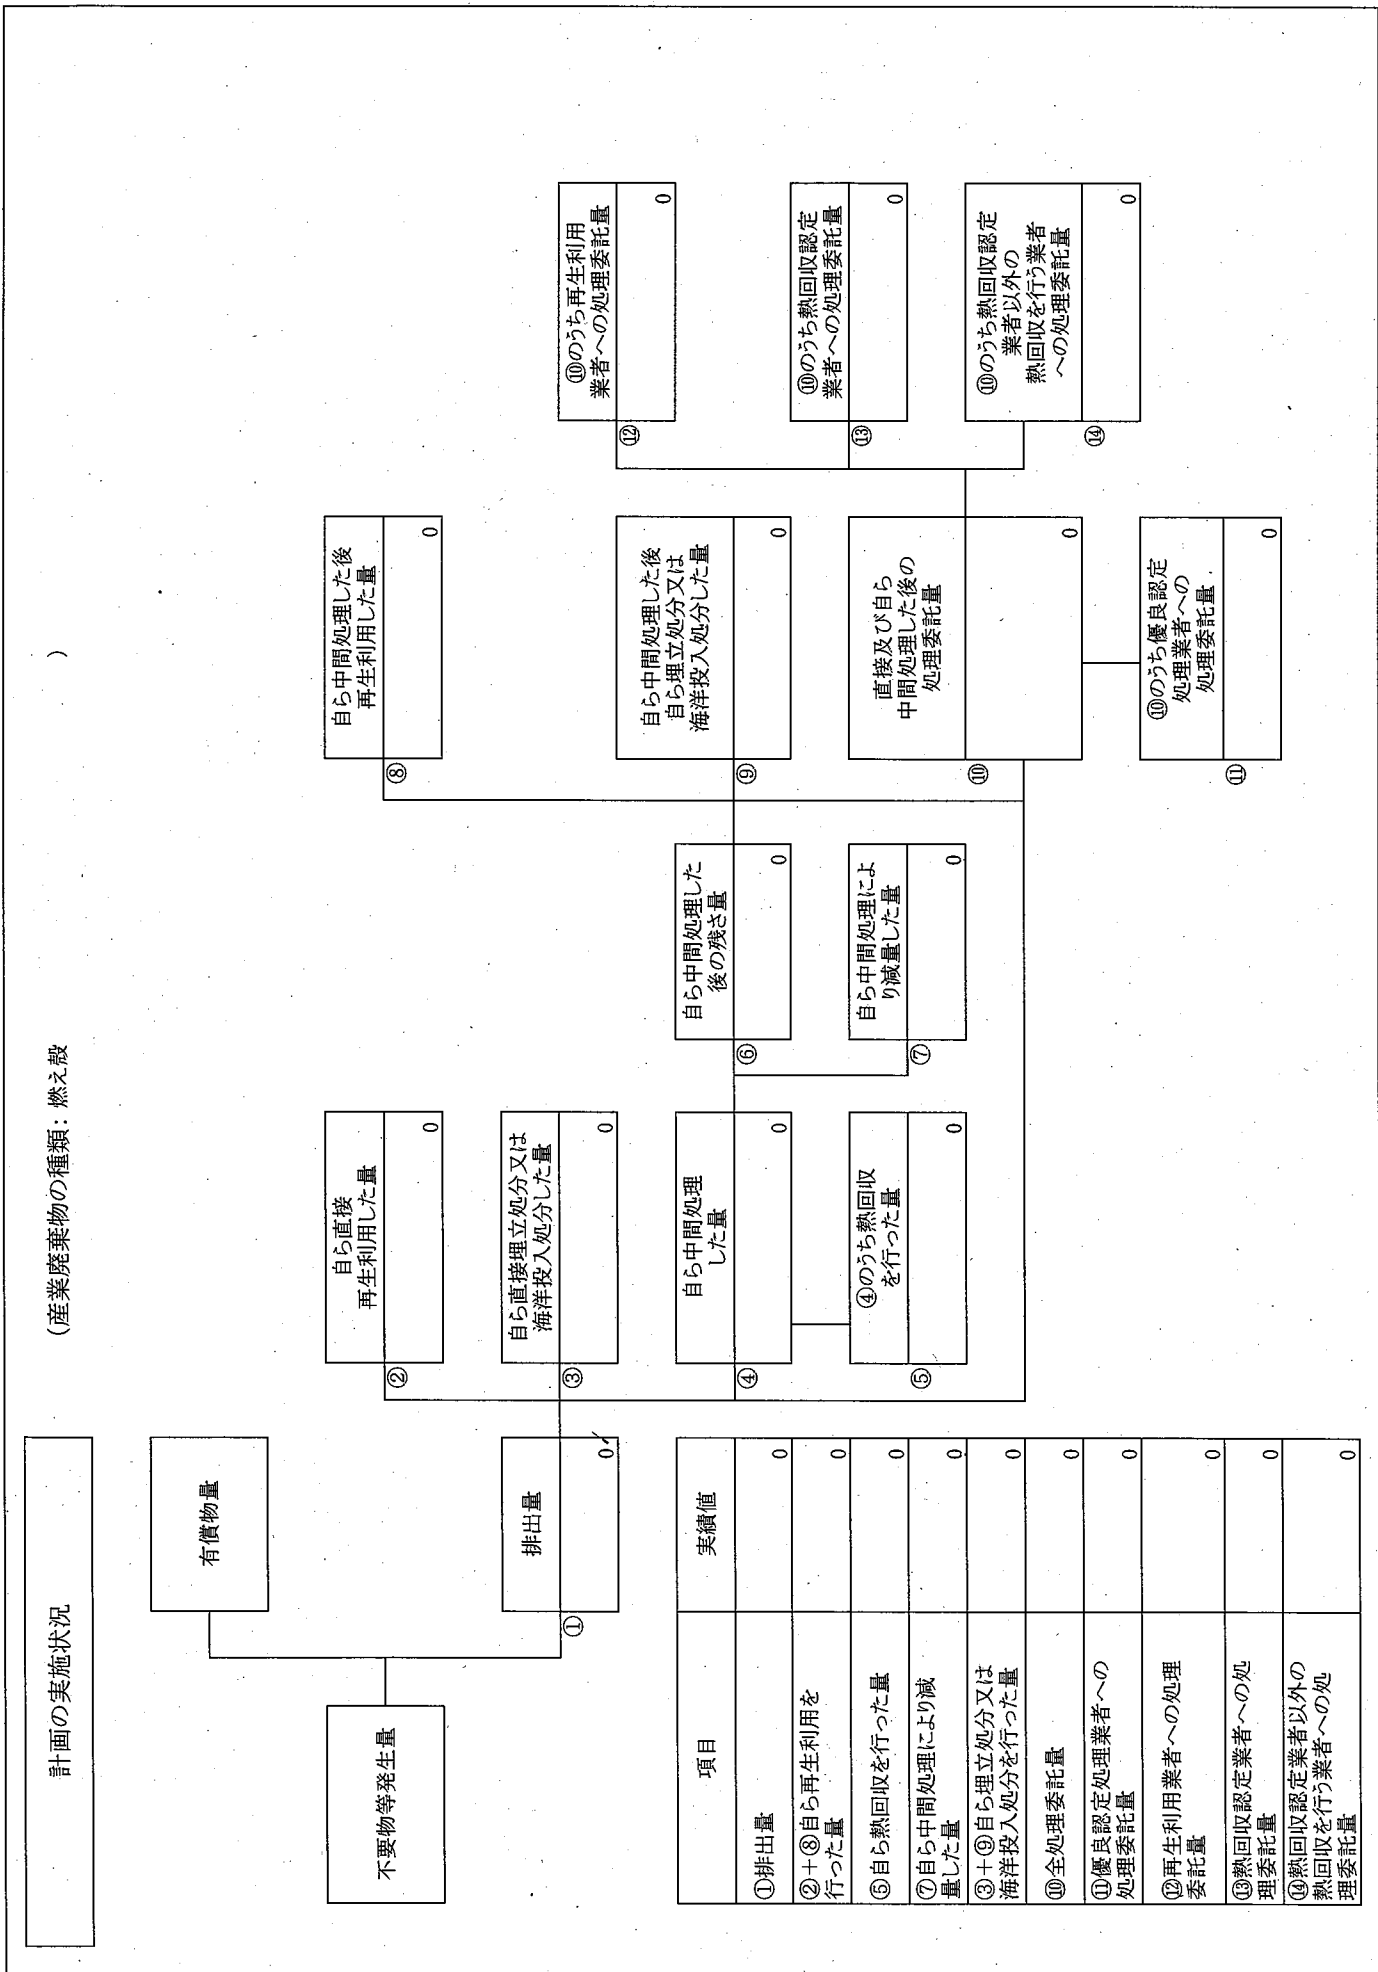 計画の実施状況
(産業廃棄物の種類：燃え殻　)
不要物等発生量
有償物量
①
排出量
0
②
自ら直接
再生利用した量
0
③
自ら直接埋立処分又は
海洋投入処分した量
0
④
自ら中間処理
した量
0
⑤
④のうち熱回収
を行った量
0
⑥
自ら中間処理した
後の残さ量
0
⑦
自ら中間処理によ
り減量した量
0
⑧
自ら中間処理した後
再生利用した量
0
⑨
自ら中間処理した後
自ら埋立処分又は
海洋投入処分した量
0
⑩
直接及び自ら
中間処理した後の
処理委託量
0
⑪
⑩のうち優良認定
処理業者への
処理委託量
0
⑫
⑩のうち再生利用
業者への処理委託量
0
⑬
⑩のうち熱回収認定
業者への処理委託量
0
⑭
⑩のうち熱回収認定
業者以外の
熱回収を行う業者
への処理委託量
0
項目　実績値
①排出量　0
②＋⑧自ら再生利用を
行った量　0
⑤自ら熱回収を行った量　0
⑦自ら中間処理により減
量した量　0
③＋⑨自ら埋立処分又は
海洋投入処分を行った量　0
⑩全処理委託量　0
⑪優良認定処理業者への
処理委託量　0
⑫再生利用業者への処理
委託量　0
⑬熱回収認定業者への処
理委託量　0
⑭熱回収認定業者以外の
熱回収を行う業者への処
理委託量　0